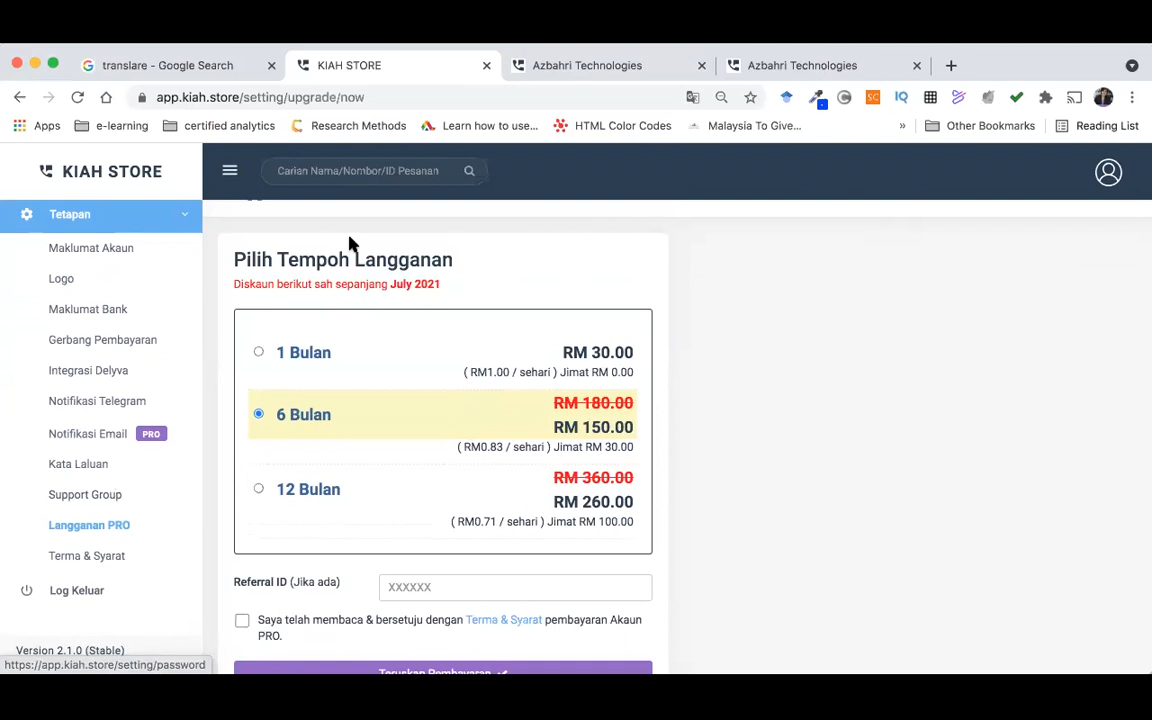 translare - Google Search
KIAH STORE
Azbahri Technologies
Azbahri Technologies
app.kiah.store/setting/upgrade/now
Apps
e-learning
certified analytics
Research Methods
Learn how to use...
HTML Color Codes
Malaysia To Give...
»
Other Bookmarks
Reading List
KIAH STORE
Carian Nama/Nombor/ID Pesanan
Tetapan
Maklumat Akaun
Logo
Maklumat Bank
Gerbang Pembayaran
Integrasi Delyva
Notifikasi Telegram
Notifikasi Email PRO
Kata Laluan
Support Group
Langganan PRO
Terma & Syarat
Log Keluar
Version 2.1.0 (Stable)
https://app.kiah.store/setting/password
Pilih Tempoh Langganan
Diskaun berikut sah sepanjang July 2021
1 Bulan RM 30.00
( RM1.00 / sehari ) Jimat RM 0.00
RM 180.00
6 Bulan RM 150.00
( RM0.83 / sehari ) Jimat RM 30.00
RM 360.00
12 Bulan RM 260.00
( RM0.71 / sehari ) Jimat RM 100.00
Referral ID (Jika ada) XXXXXX
Saya telah membaca & bersetuju dengan Terma & Syarat pembayaran Akaun
PRO.
Teruskan Pembayaran